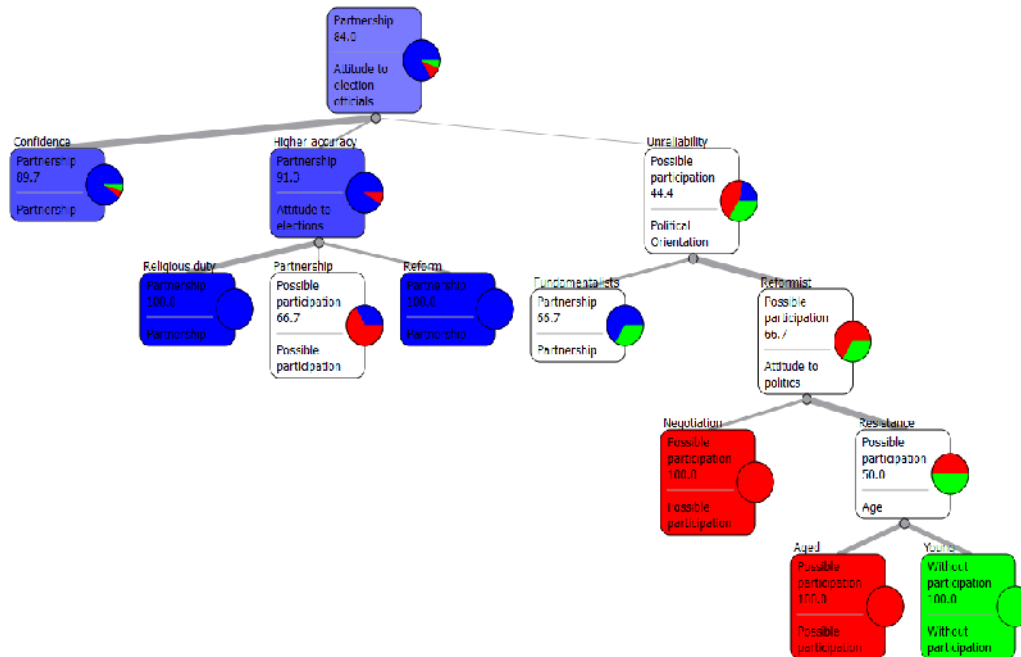 Partnership
84.0
Attitude to
election
officials
Confidence
Partnership
89.7
Partnership
Higher accuracy
Partnership
91.3
Attitude to
elections
Unreliability
Possible
participation
44.4
Political
Orientation
Religious duty
Partnership
100.0
Partnership
Partnership
Possible
participation
66.7
Possible
participation
Reform
Partnership
100.0
Partnership
Fundomentalists
Partnership
66.7
Partnership
Reformist
Possible
participation
66.7
Attitude to
politics
Negotiation
Possible
participation
100.0
Possible
participation
Resistance
Possible
participation
50.0
Age
Aged
Possible
participation
100.0
Possible
participation
Young
Without
participation
100.0
Without
participation